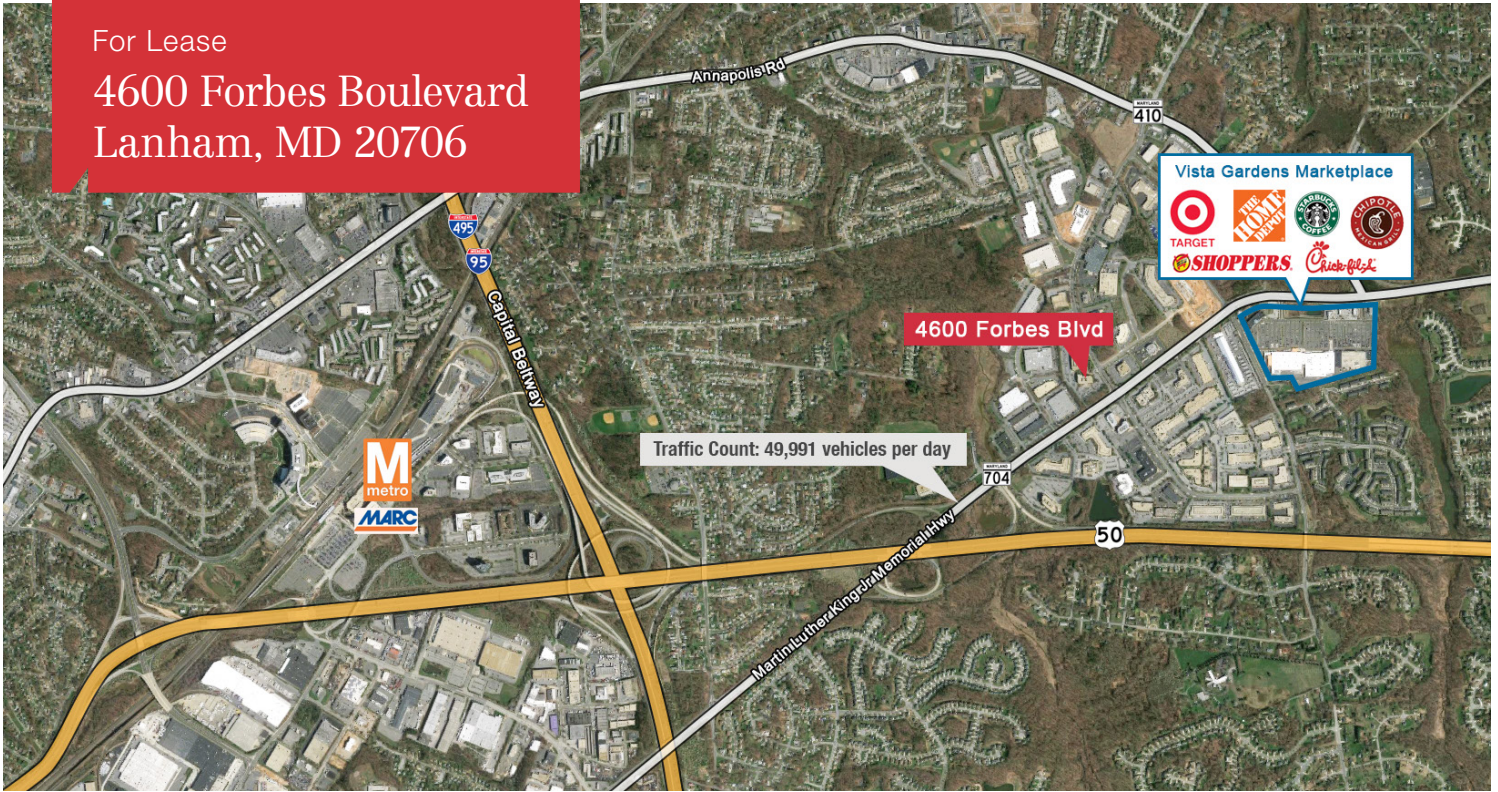 For Lease
4600 Forbes Boulevard
Lanham, MD 20706
Annapolis Rd
MARYLAND
410
Vista Gardens Marketplace
TARGET
THE
HOME
DEPOT
STARBUCKS
COFFEE
CHIPOTLE
MEXICAN GRILL
SHOPPERS
Chick-fil-A
INTERSTATE
495
INTERSTATE
95
Capital Beltway
4600 Forbes Blvd
Traffic Count: 49,991 vehicles per day
M
metro
MARC
MARYLAND
704
50
Martin Luther King Jr Memorial Hwy